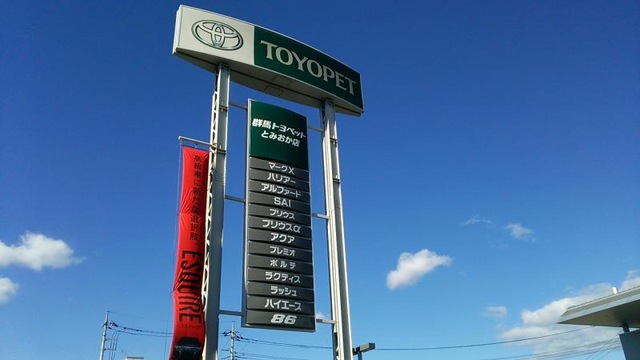 TOYOPET
群馬トヨペット
とみおか店
マークX
ハリアー
アルファード
SAI
プリウス
プリウスα
アクア
プレミオ
ポルテ
ラクティス
ラッシュ
ハイエース
86
ESQUIRE